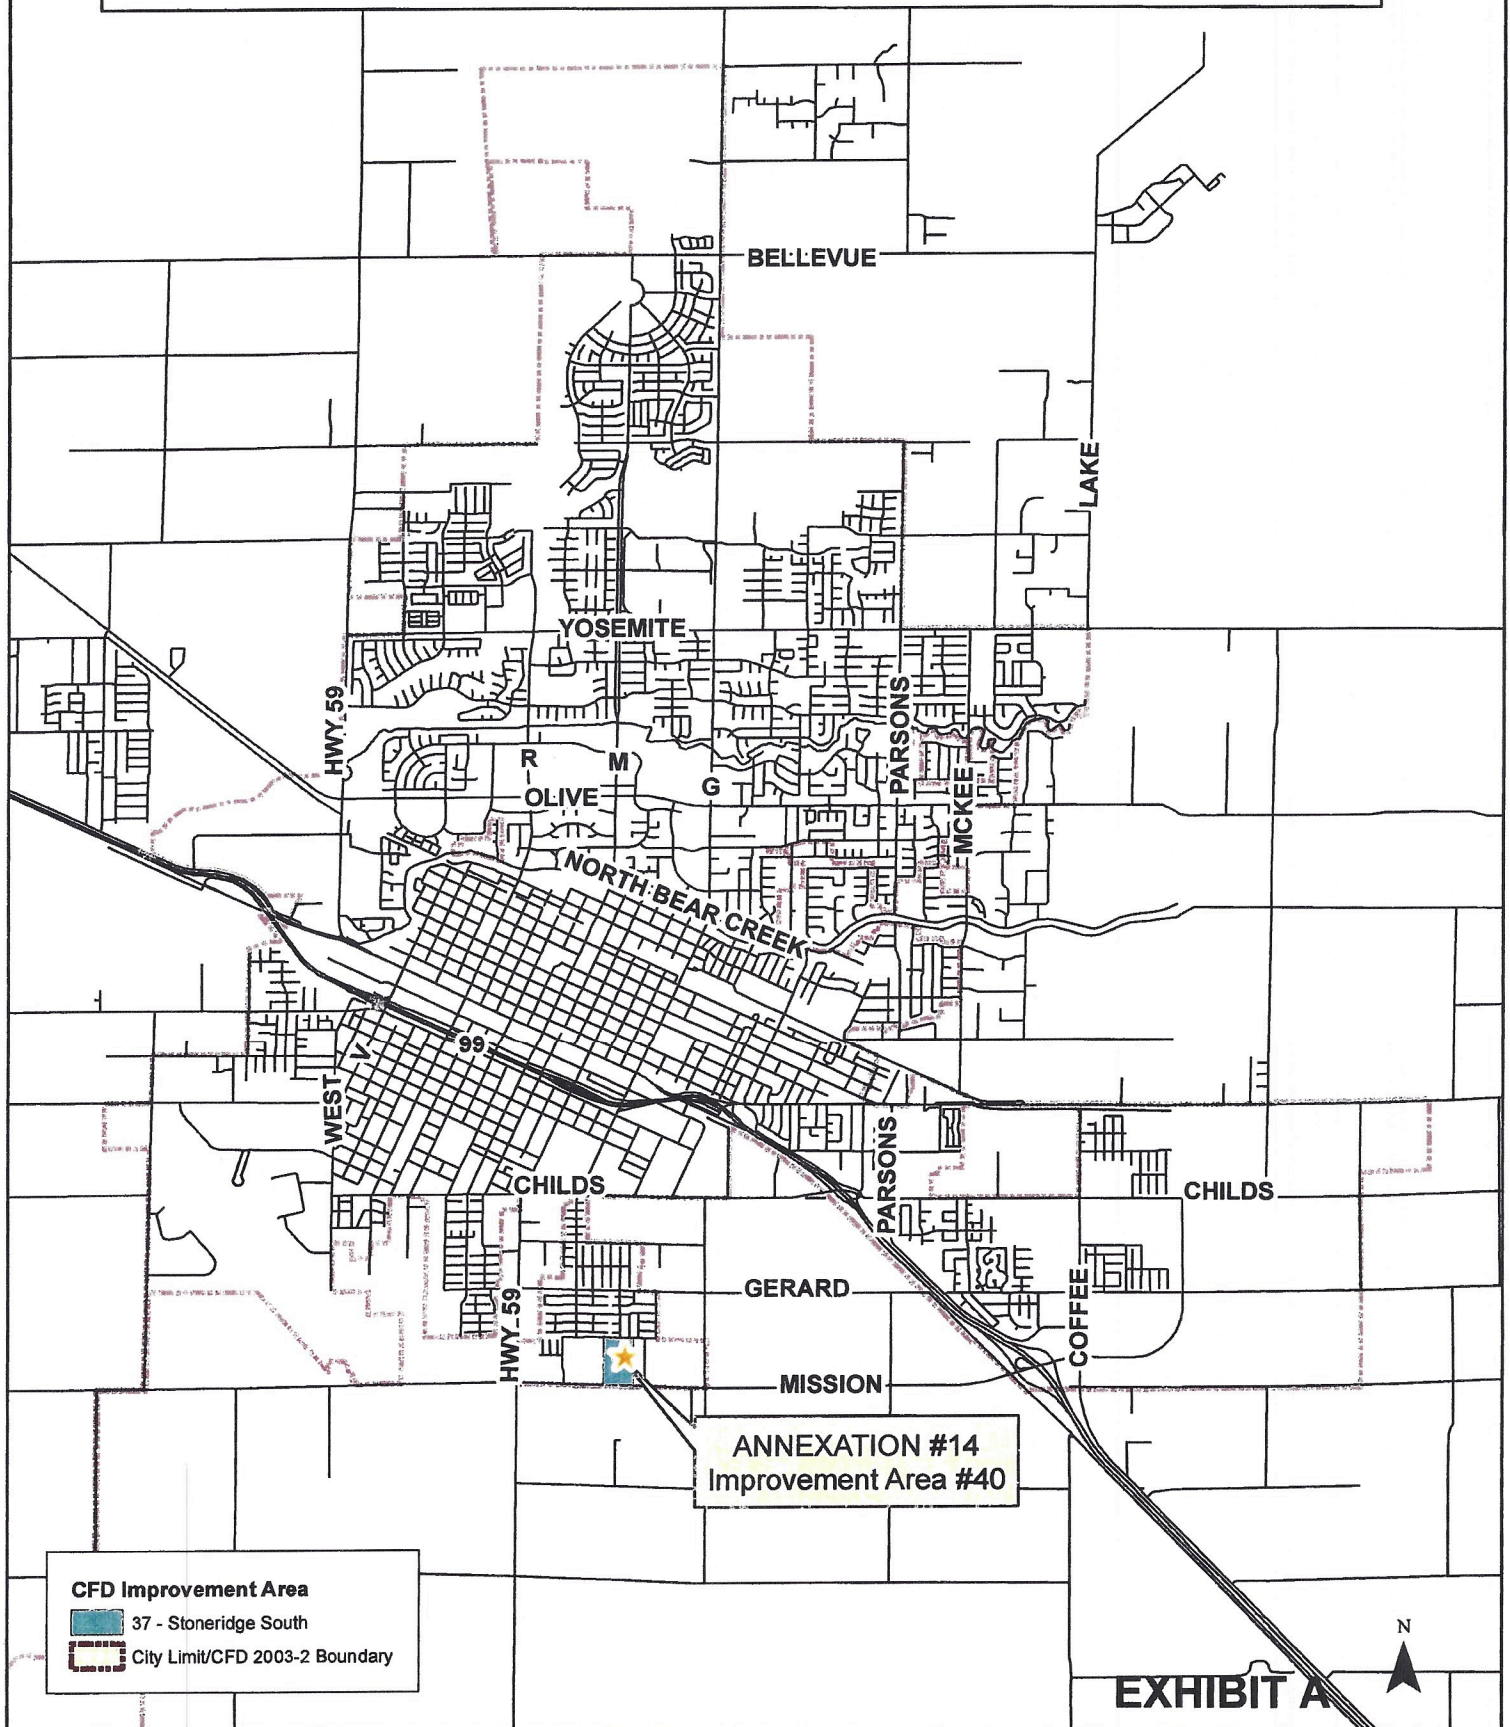 BELLEVUE
LAKE
YOSEMITE
HWY 59
PARSONS
R
M
G
OLIVE
MCKEE
NORTH BEAR CREEK
99
V
WEST
PARSONS
CHILDS
CHILDS
GERARD
HWY 59
COFFEE
MISSION
ANNEXATION #14
Improvement Area #40
CFD Improvement Area
37 - Stoneridge South
City Limit/CFD 2003-2 Boundary
N
EXHIBIT A